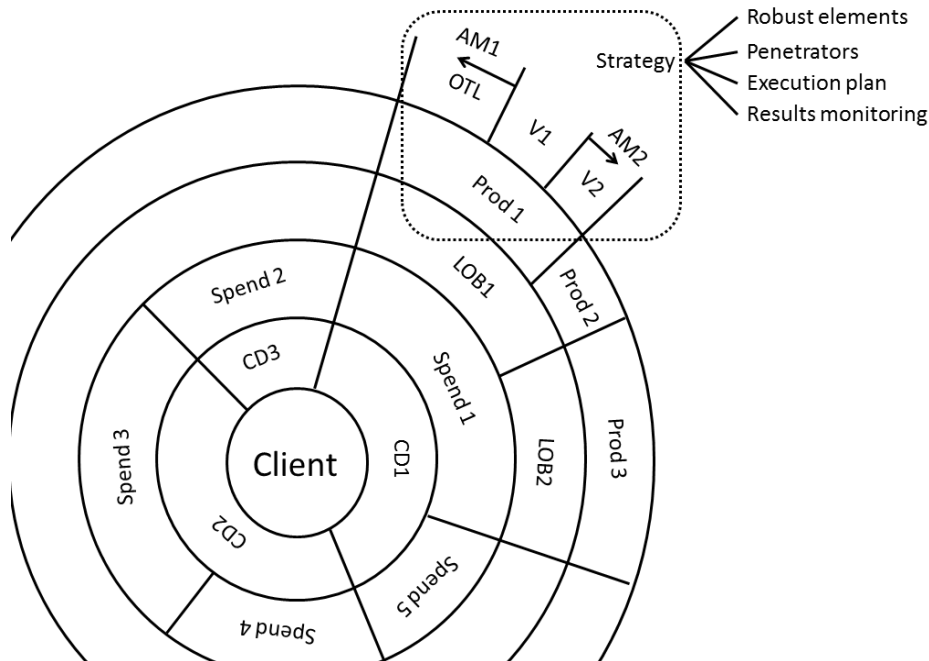 Robust elements
Penetrators
Execution plan
Results monitoring
Strategy
AM1
OTL
V1
AM2
V2
Prod 1
Prod 2
Prod 3
LOB1
LOB2
Spend 1
Spend 2
Spend 3
Spend 4
Spend 5
CD3
CD1
CD2
Client